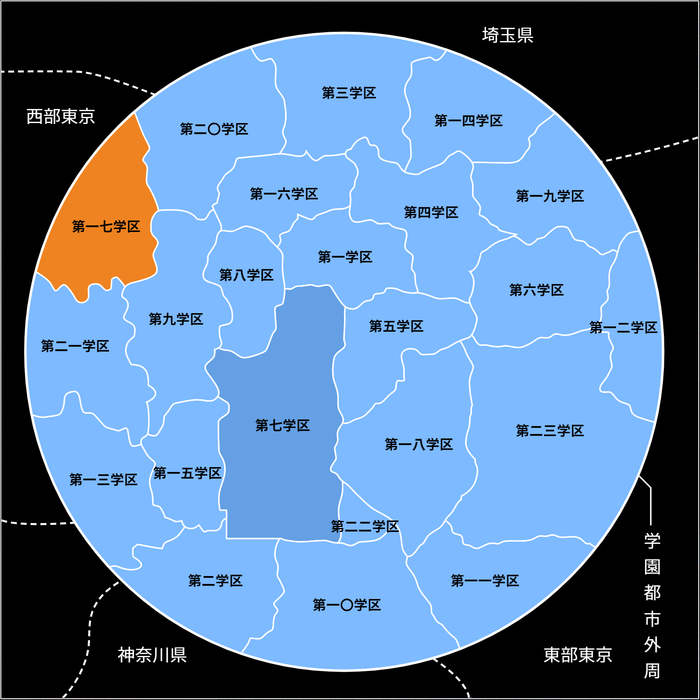 埼玉県
第三学区
西部東京
第二〇学区
第一四学区
第一六学区
第一九学区
第四学区
第一七学区
第一学区
第八学区
第六学区
第九学区
第五学区
第一二学区
第二一学区
第七学区
第二三学区
第一八学区
第一五学区
第一三学区
第二二学区
学園都市外周
第二学区
第一一学区
第一〇学区
神奈川県
東部東京